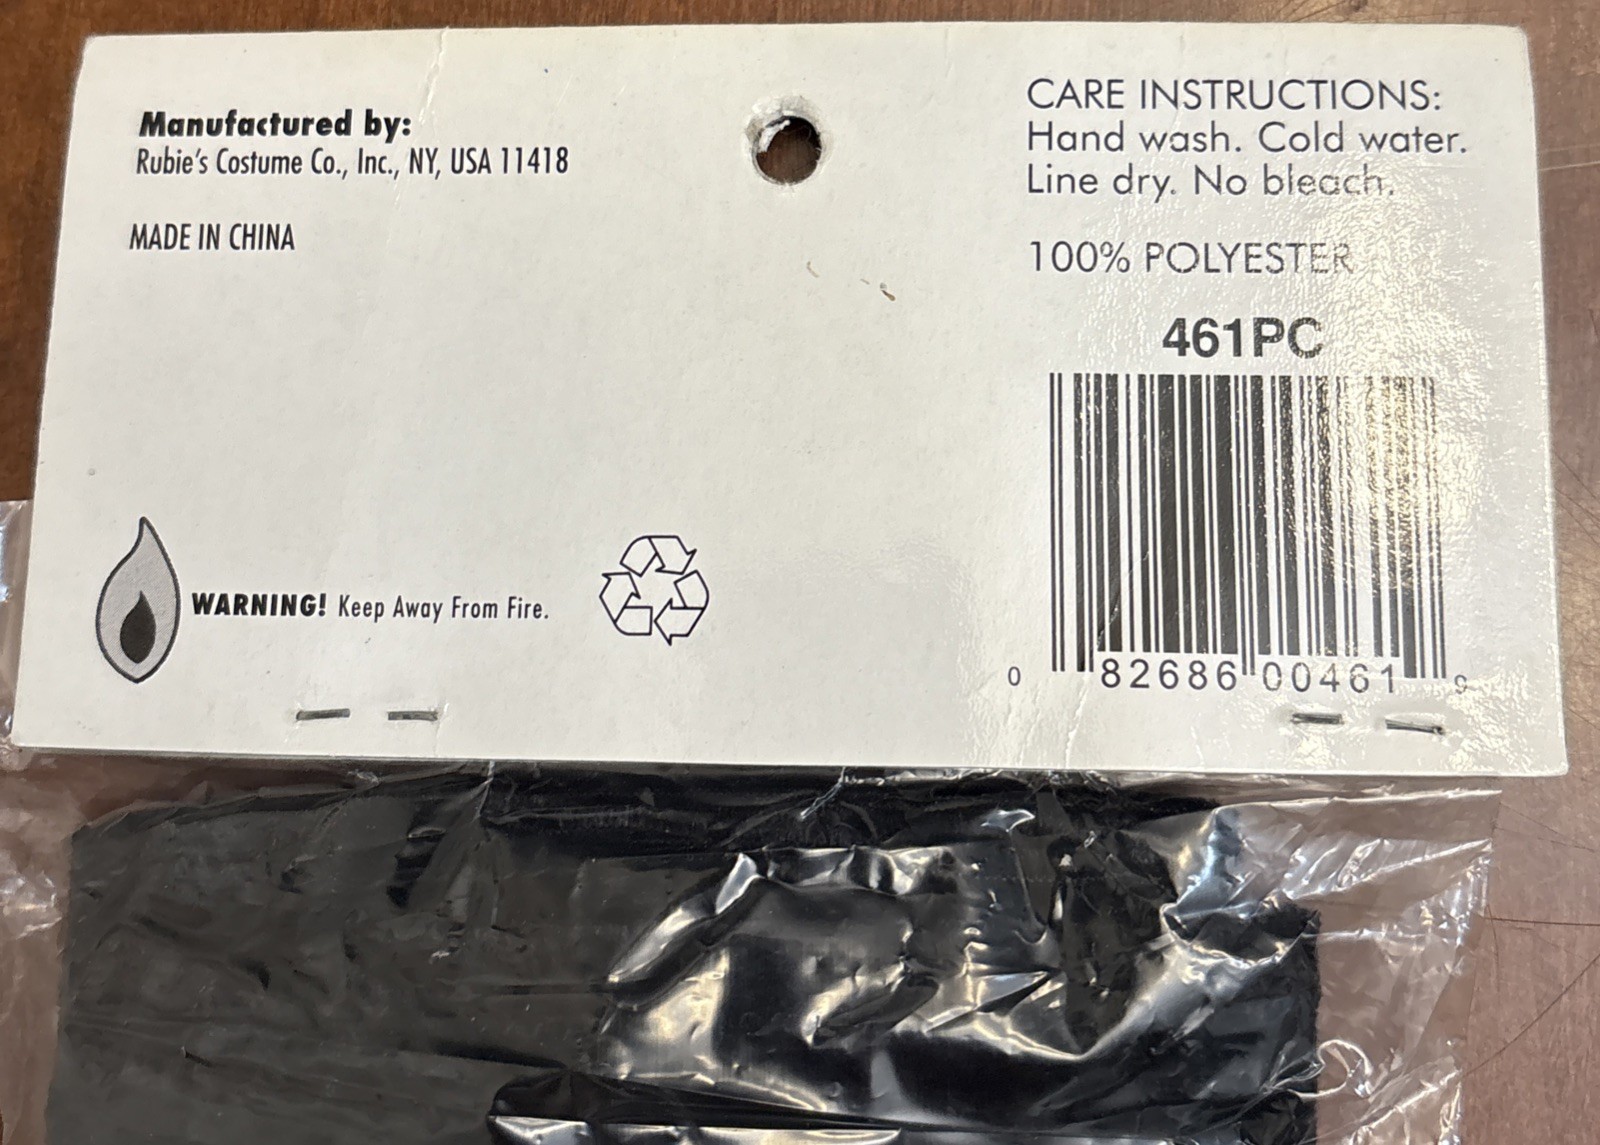 Manufactured by:
Rubie's Costume Co., Inc., NY, USA 11418
MADE IN CHINA
CARE INSTRUCTIONS:
Hand wash. Cold water.
Line dry. No bleach.
100% POLYESTER
461PC
0 82686 00461 9
WARNING! Keep Away From Fire.